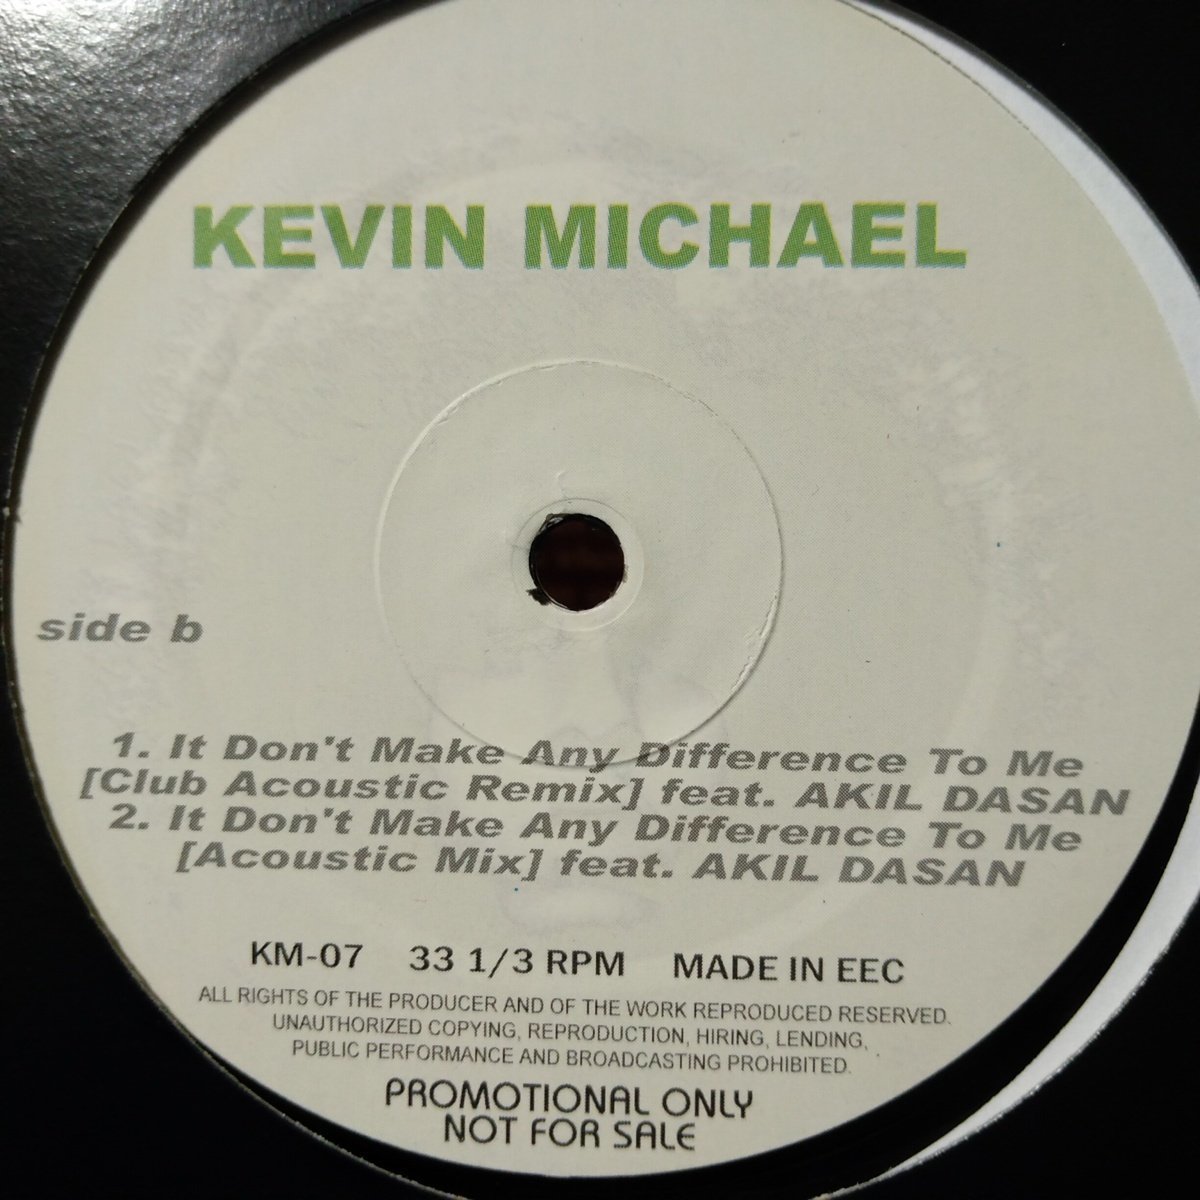 KEVIN MICHAEL
side b
1. It Don't Make Any Difference To Me
[Club Acoustic Remix] feat. AKIL DASAN
2. It Don't Make Any Difference To Me
[Acoustic Mix] feat. AKIL DASAN
KM-07 33 1/3 RPM MADE IN EEC
ALL RIGHTS OF THE PRODUCER AND OF THE WORK REPRODUCED RESERVED.
UNAUTHORIZED COPYING, REPRODUCTION, HIRING, LENDING,
PUBLIC PERFORMANCE AND BROADCASTING PROHIBITED.
PROMOTIONAL ONLY
NOT FOR SALE